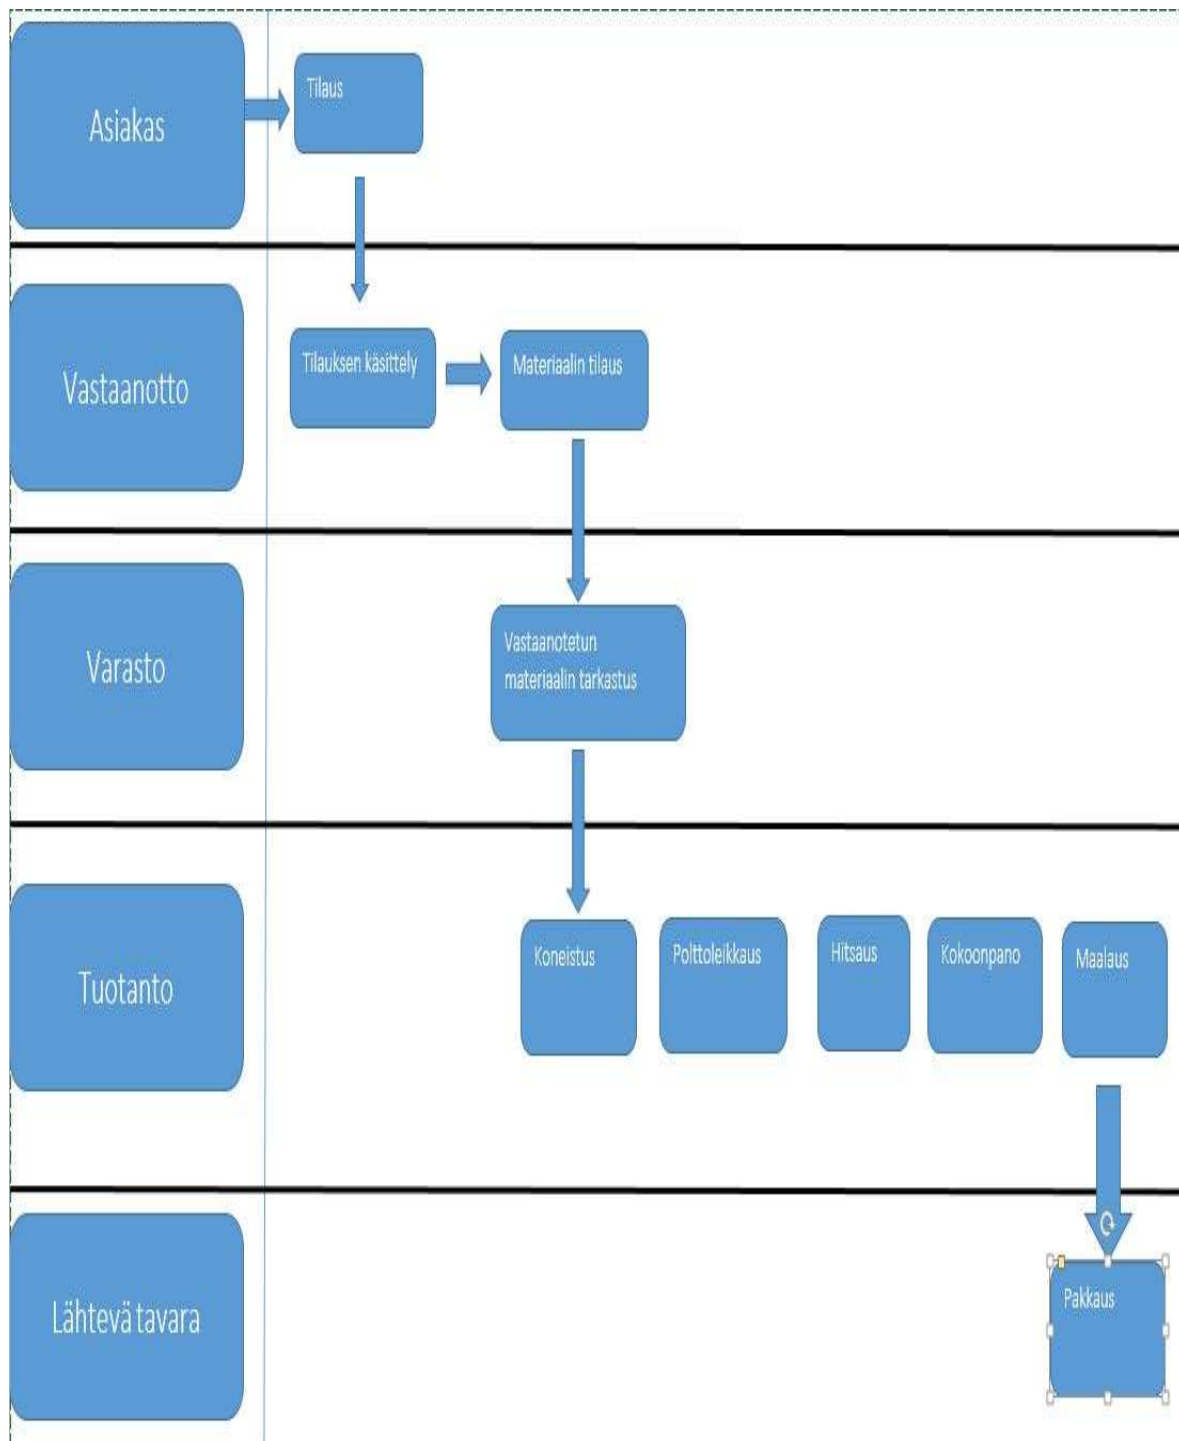 Asiakas
Tilaus
Vastaanotto
Tilauksen käsittely
Materiaalin tilaus
Varasto
Vastaanotetun
materiaalin tarkastus
Tuotanto
Koneistus
Polttoleikkaus
Hitsaus
Kokoonpano
Maalaus
Lähtevä tavara
Pakkaus